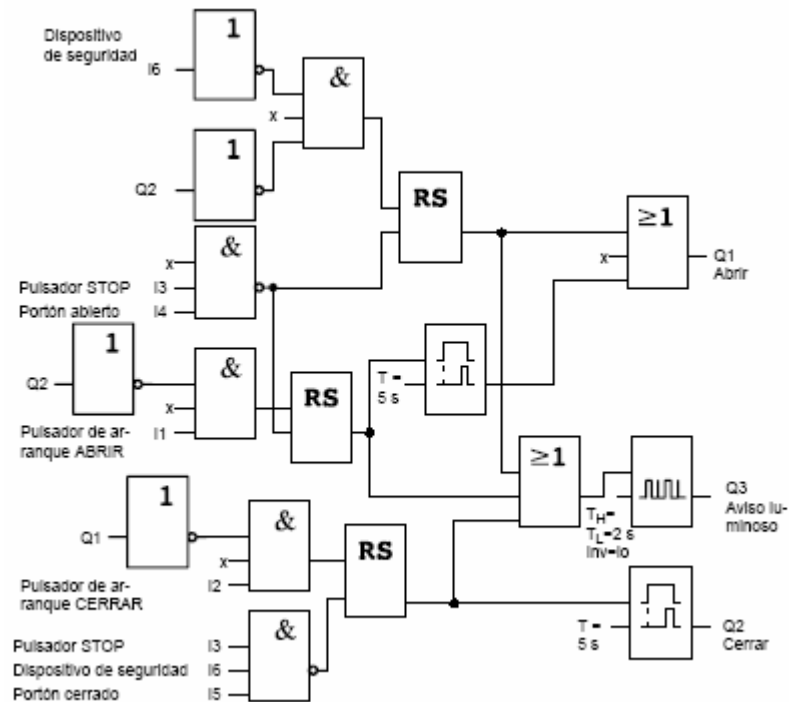 Dispositivo
de seguridad
I6
1
&
x
Q2
1
RS
≥1
x
Q1
Abrir
x
&
Pulsador STOP
I3
Portón abierto
I4
1
&
Q2
RS
T =
5 s
x
Pulsador de ar-
ranque ABRIR
I1
≥1
Q3
Aviso lu-
minoso
TH=
TL=2 s
Inv=lo
1
&
Q1
RS
x
Pulsador de ar-
ranque CERRAR
I2
T =
5 s
Q2
Cerrar
&
Pulsador STOP
I3
Dispositivo de seguridad
I6
Portón cerrado
I5